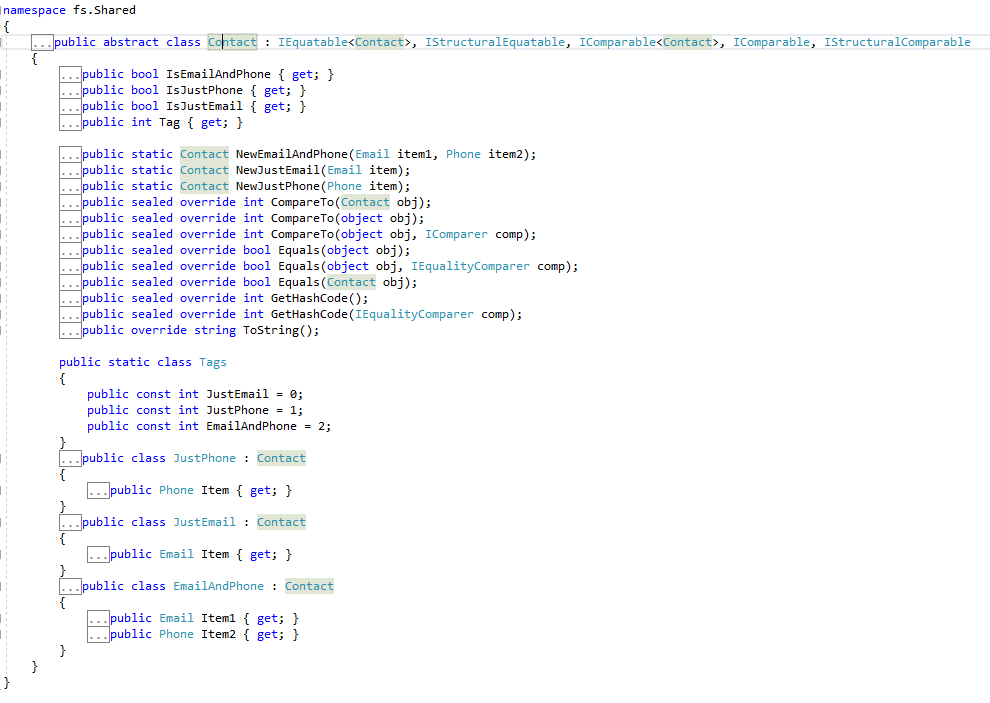 namespace fs.Shared
{
...public abstract class Contact : IEquatable<Contact>, IStructuralEquatable, IComparable<Contact>, IComparable, IStructuralComparable
{
...public bool IsEmailAndPhone { get; }
...public bool IsJustPhone { get; }
...public bool IsJustEmail { get; }
...public int Tag { get; }
...public static Contact NewEmailAndPhone(Email item1, Phone item2);
...public static Contact NewJustEmail(Email item);
...public static Contact NewJustPhone(Phone item);
...public sealed override int CompareTo(Contact obj);
...public sealed override int CompareTo(object obj);
...public sealed override int CompareTo(object obj, IComparer comp);
...public sealed override bool Equals(object obj);
...public sealed override bool Equals(object obj, IEqualityComparer comp);
...public sealed override bool Equals(Contact obj);
...public sealed override int GetHashCode();
...public sealed override int GetHashCode(IEqualityComparer comp);
...public override string ToString();
public static class Tags
{
public const int JustEmail = 0;
public const int JustPhone = 1;
public const int EmailAndPhone = 2;
}
...public class JustPhone : Contact
{
...public Phone Item { get; }
}
...public class JustEmail : Contact
{
...public Email Item { get; }
}
...public class EmailAndPhone : Contact
{
...public Email Item1 { get; }
...public Phone Item2 { get; }
}
}
}